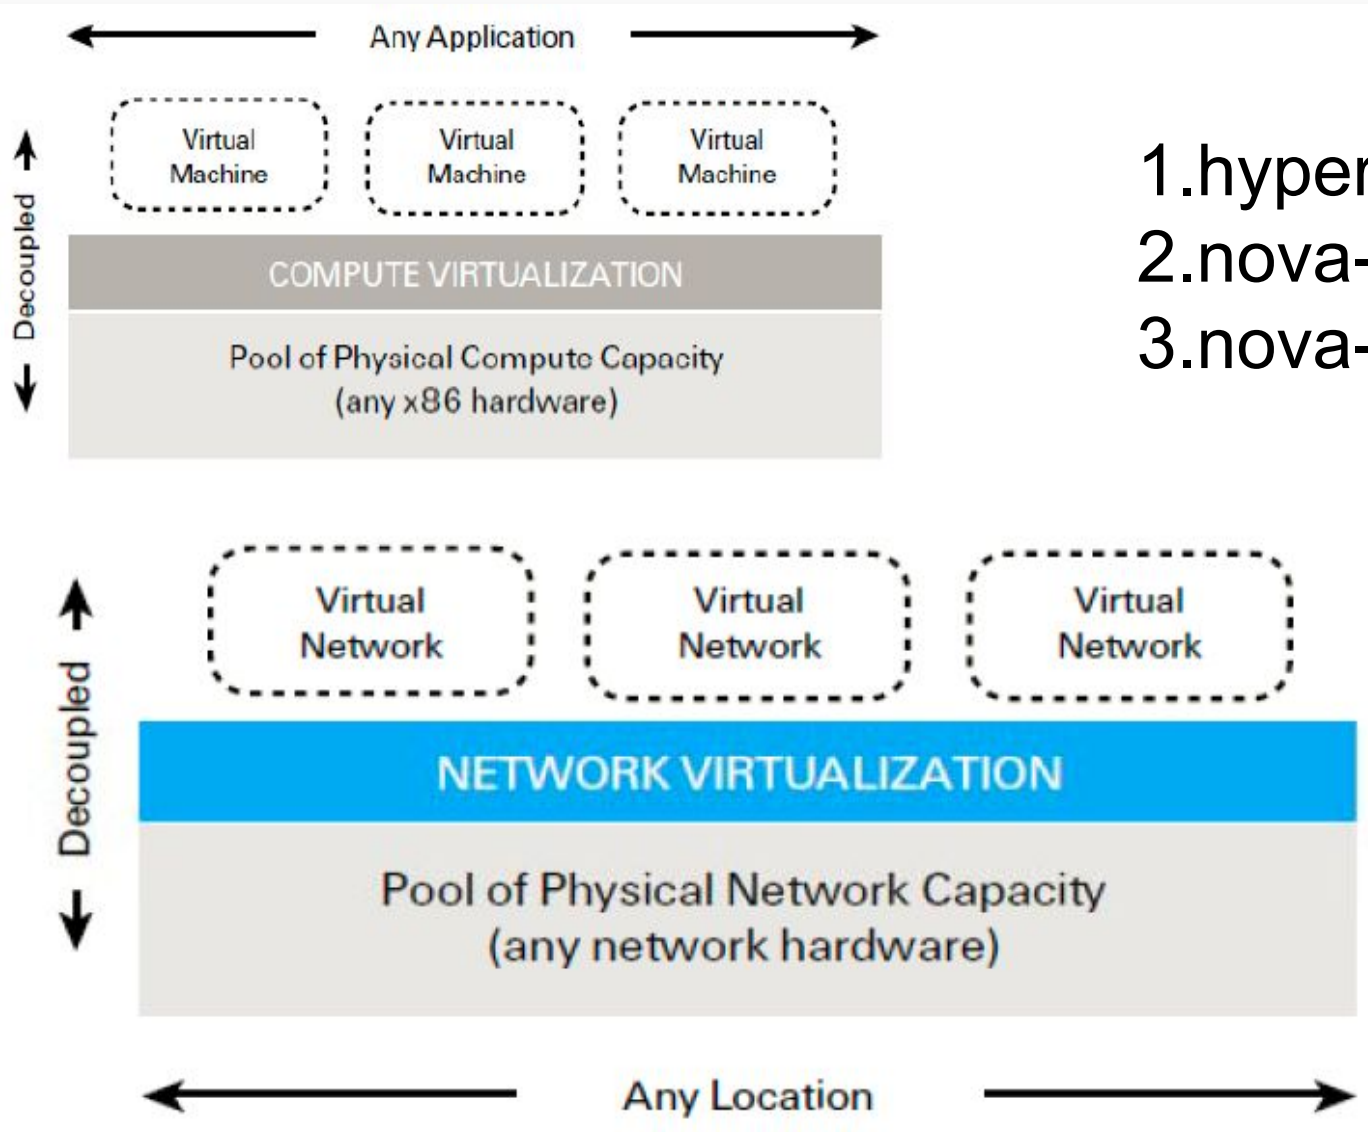 Any Application
Virtual
Machine
Virtual
Machine
Virtual
Machine
Decoupled
COMPUTE VIRTUALIZATION
Pool of Physical Compute Capacity
(any x86 hardware)
1.hyper
2.nova-
3.nova-
Virtual
Network
Virtual
Network
Virtual
Network
Decoupled
NETWORK VIRTUALIZATION
Pool of Physical Network Capacity
(any network hardware)
Any Location